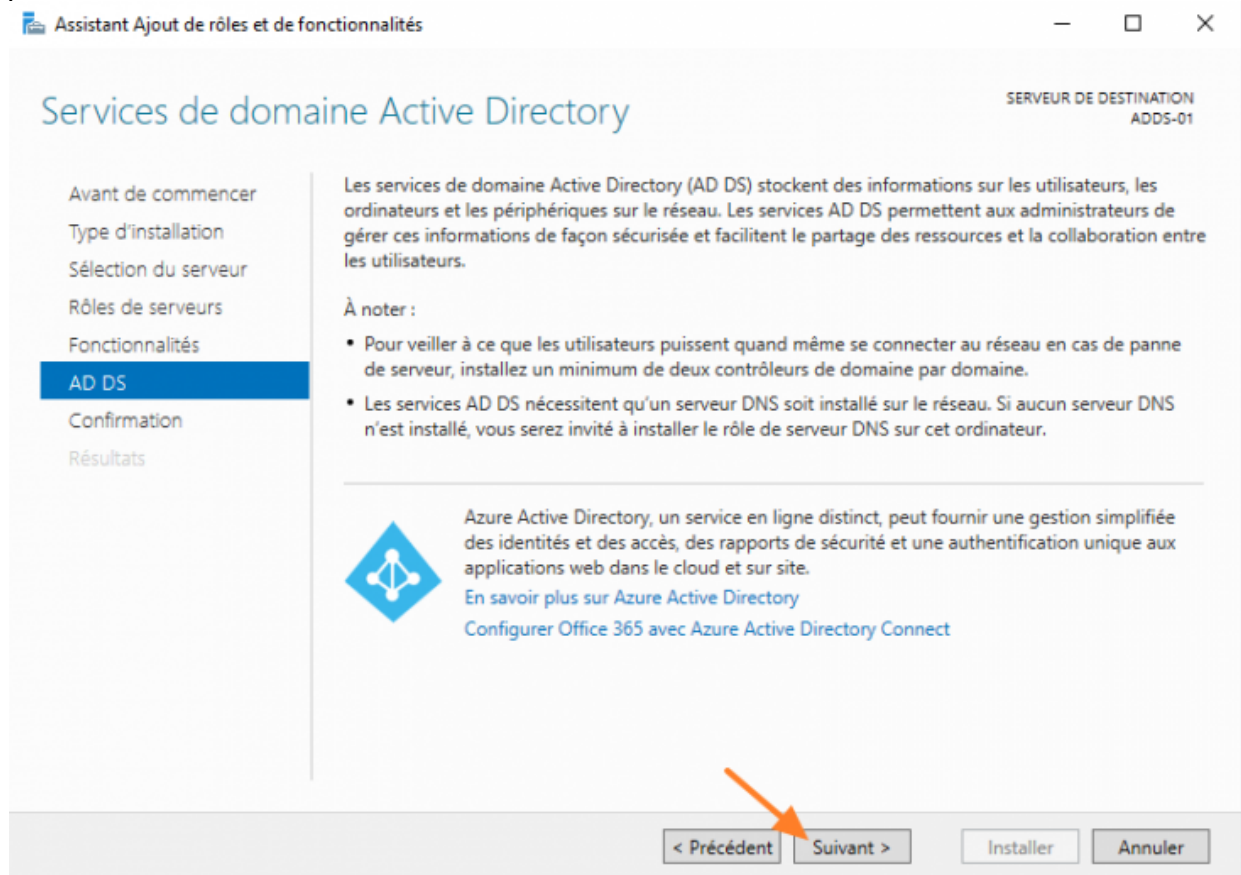 Assistant Ajout de rôles et de fonctionnalités
Services de domaine Active Directory
SERVEUR DE DESTINATION
ADDS-01
Avant de commencer
Type d'installation
Sélection du serveur
Rôles de serveurs
Fonctionnalités
AD DS
Confirmation
Résultats
Les services de domaine Active Directory (AD DS) stockent des informations sur les utilisateurs, les
ordinateurs et les périphériques sur le réseau. Les services AD DS permettent aux administrateurs de
gérer ces informations de façon sécurisée et facilitent le partage des ressources et la collaboration entre
les utilisateurs.
À noter :
• Pour veiller à ce que les utilisateurs puissent quand même se connecter au réseau en cas de panne
de serveur, installez un minimum de deux contrôleurs de domaine par domaine.
• Les services AD DS nécessitent qu'un serveur DNS soit installé sur le réseau. Si aucun serveur DNS
n'est installé, vous serez invité à installer le rôle de serveur DNS sur cet ordinateur.
Azure Active Directory, un service en ligne distinct, peut fournir une gestion simplifiée
des identités et des accès, des rapports de sécurité et une authentification unique aux
applications web dans le cloud et sur site.
En savoir plus sur Azure Active Directory
Configurer Office 365 avec Azure Active Directory Connect
< Précédent
Suivant >
Installer
Annuler